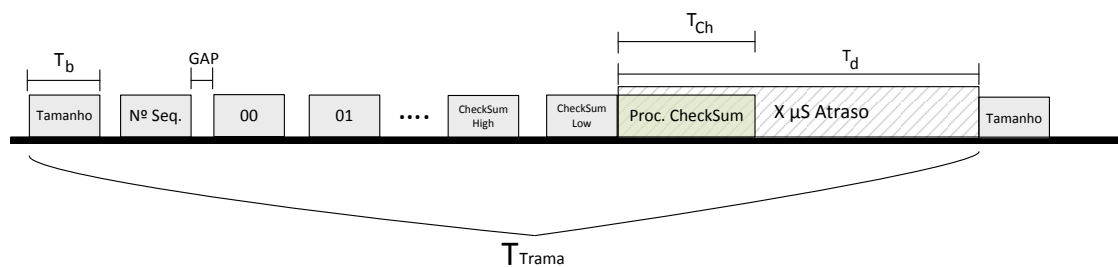 T_Ch
T_b
GAP
T_d
Tamanho
Nº Seq.
00
01
....
CheckSum
High
CheckSum
Low
Proc. CheckSum
X µS Atraso
Tamanho
T_Trama